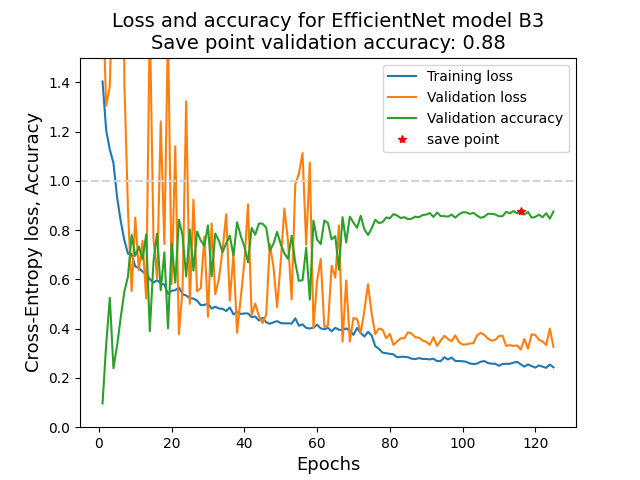 Loss and accuracy for EfficientNet model B3
Save point validation accuracy: 0.88
Training loss
Validation loss
Validation accuracy
save point
Cross-Entropy loss, Accuracy
1.4
1.2
1.0
0.8
0.6
0.4
0.2
0.0
0 20 40 60 80 100 120
Epochs